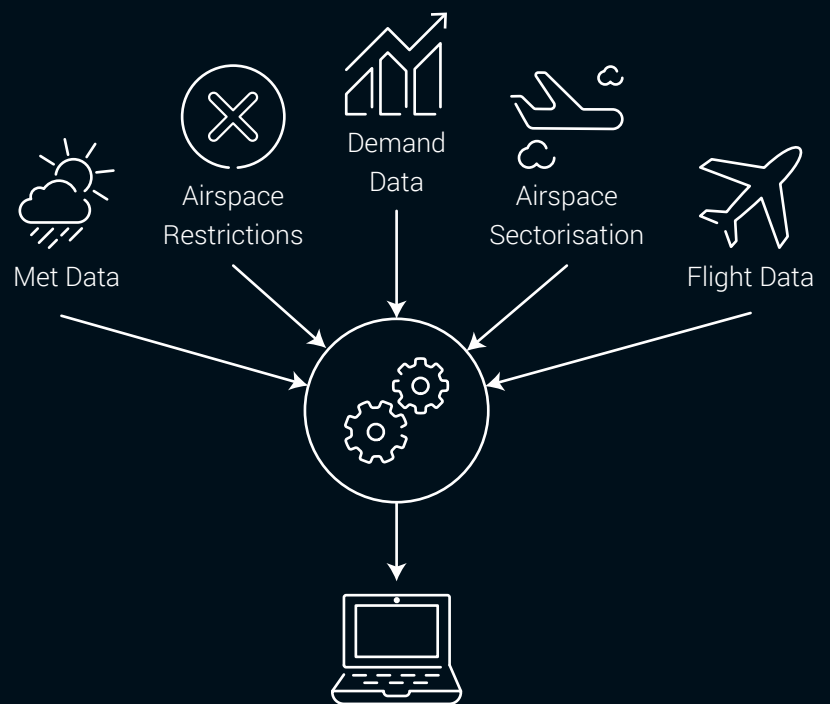 Demand
Data
Airspace
Restrictions
Airspace
Sectorisation
Met Data
Flight Data